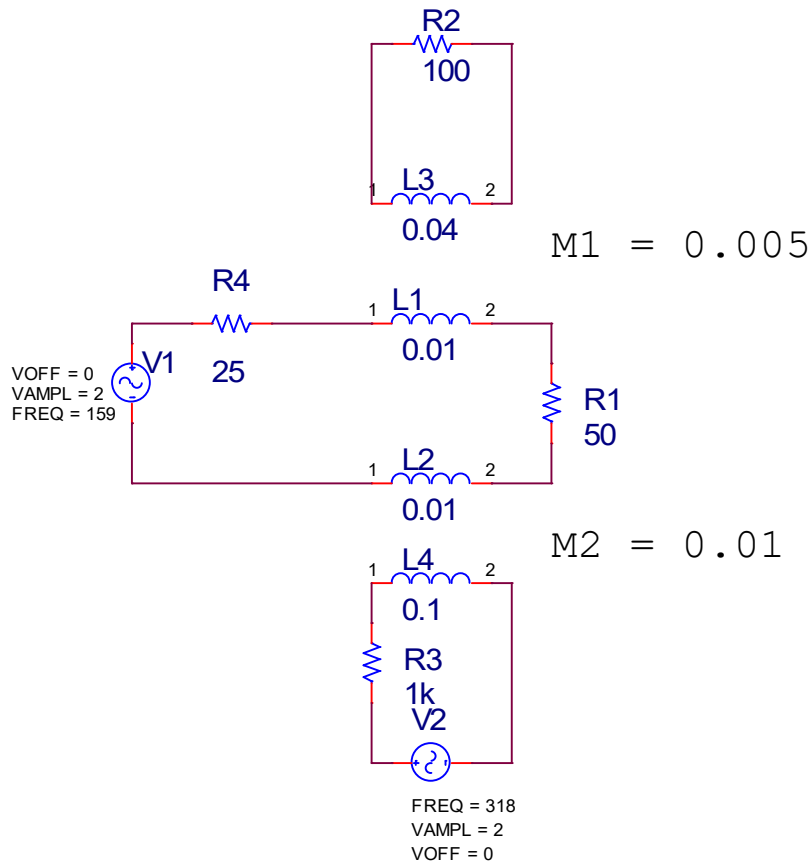 R2
100
1 L3 2
0.04
M1 = 0.005
R4
25
1 L1 2
0.01
V1
VOFF = 0
VAMPL = 2
FREQ = 159
R1
50
1 L2 2
0.01
M2 = 0.01
1 L4 2
0.1
R3
1k
V2
FREQ = 318
VAMPL = 2
VOFF = 0